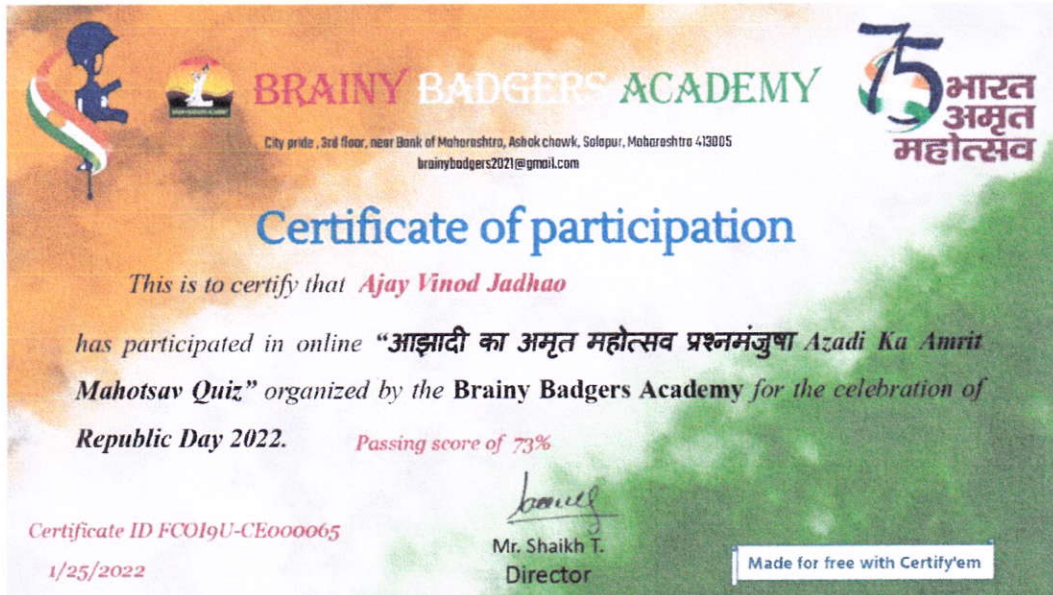 BRAINY BADGERS ACADEMY
75
भारत
अमृत
महोत्सव
City pride , 3rd floor, near Bank of Maharashtra, Ashok chowk, Solapur, Maharashtra 413005
brainybadgers2021@gmail.com
Certificate of participation
This is to certify that Ajay Vinod Jadhao
has participated in online "आझादी का अमृत महोत्सव प्रश्नमंजुषा Azadi Ka Amrit
Mahotsav Quiz" organized by the Brainy Badgers Academy for the celebration of
Republic Day 2022. Passing score of 73%
Certificate ID FCOI9U-CE000065
1/25/2022
Mr. Shaikh T.
Director
Made for free with Certify'em